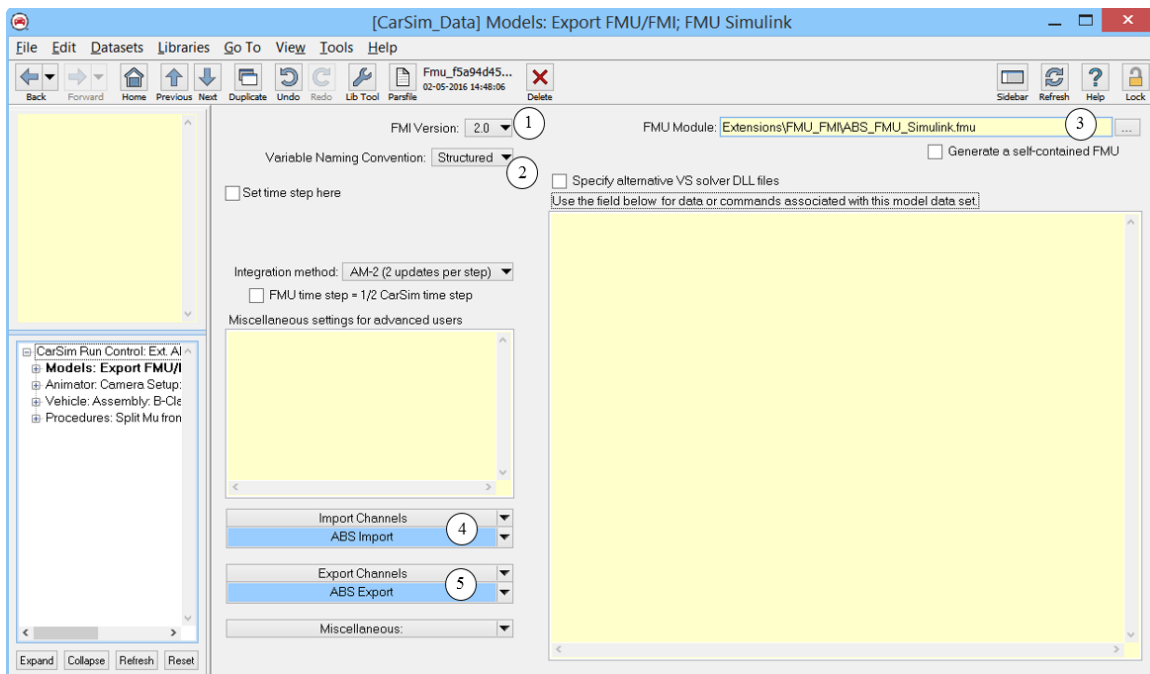 [CarSim_Data] Models: Export FMU/FMI; FMU Simulink
File Edit Datasets Libraries Go To View Tools Help
Fmu_f5a94d45...
02-05-2016 14:48:06
Back Forward Home Previous Next Duplicate Undo Redo Lib Tool Parsfile Delete Sidebar Refresh Help Lock
FMI Version: 2.0 1
FMU Module: Extensions\FMU_FMI\ABS_FMU_Simulink.fmu 3 ...
Generate a self-contained FMU
Variable Naming Convention: Structured 2
Specify alternative VS solver DLL files
Set time step here
Use the field below for data or commands associated with this model data set.
Integration method: AM-2 (2 updates per step)
FMU time step = 1/2 CarSim time step
Miscellaneous settings for advanced users
CarSim Run Control: Ext. A
Models: Export FMU/
Animator: Camera Setup:
Vehicle: Assembly: B-Cla
Procedures: Split Mu fron
Import Channels
ABS Import 4
Export Channels
ABS Export 5
Miscellaneous:
Expand Collapse Refresh Reset